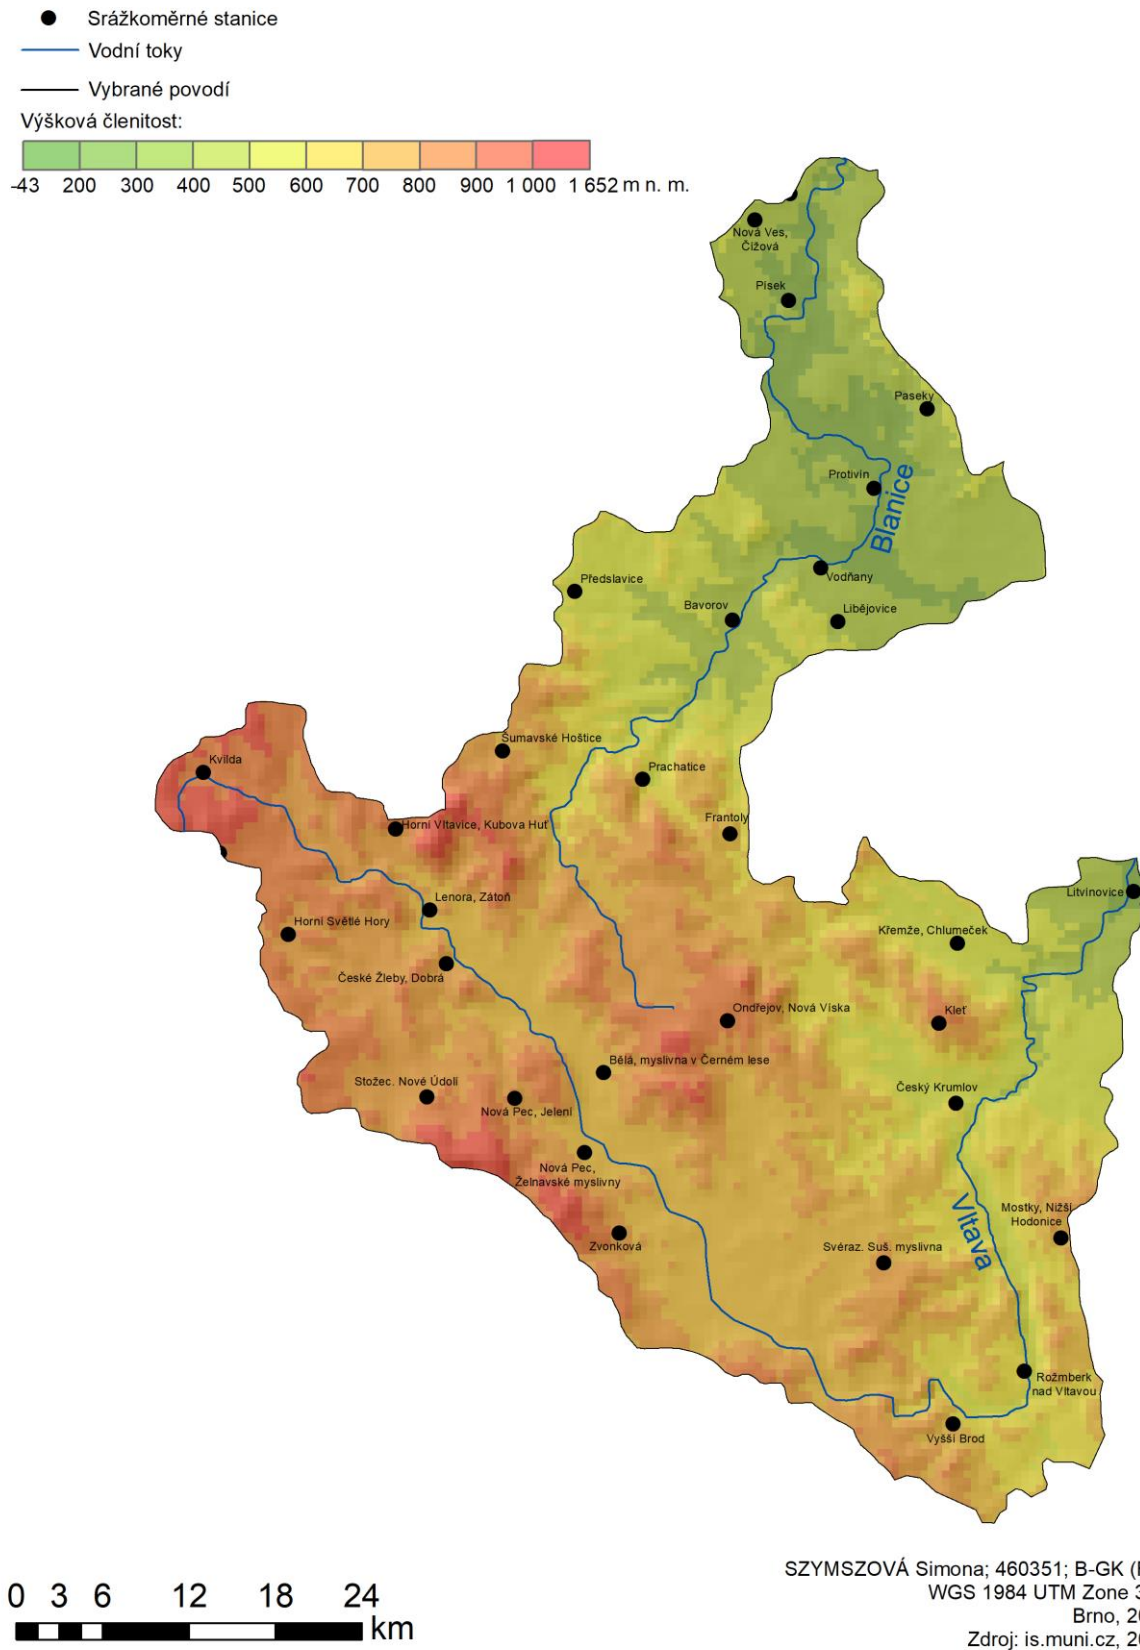 Srážkoměrné stanice
Vodní toky
Vybrané povodí
Výšková členitost:
-43 200 300 400 500 600 700 800 900 1 000 1 652 m n. m.
Nová Ves,
Čížová
Písek
Paseky
Protivín
Blanice
Předslavice
Vodňany
Bavorov
Libějovice
Šumavské Hoštice
Kvilda
Prachatice
Frantoly
Horní Vltavice, Kubova Huť
Litvínovice
Lenora, Zátoň
Horní Světlé Hory
Křemže, Chlumeček
České Žleby, Dobrá
Ondřejov, Nová Víska
Kleť
Bělá, myslivna v Černém lese
Stožec. Nové Údolí
Nová Pec, Jelení
Český Krumlov
Nová Pec,
Želnavské myslivny
Mostky, Nižší
Hodonice
Vltava
Zvonková
Svéraz. Suš. myslivna
Rožmberk
nad Vltavou
Vyšší Brod
0 3 6 12 18 24
km
SZYMSZOVÁ Simona; 460351; B-GK (
WGS 1984 UTM Zone 3
Brno, 20
Zdroj: is.muni.cz, 20